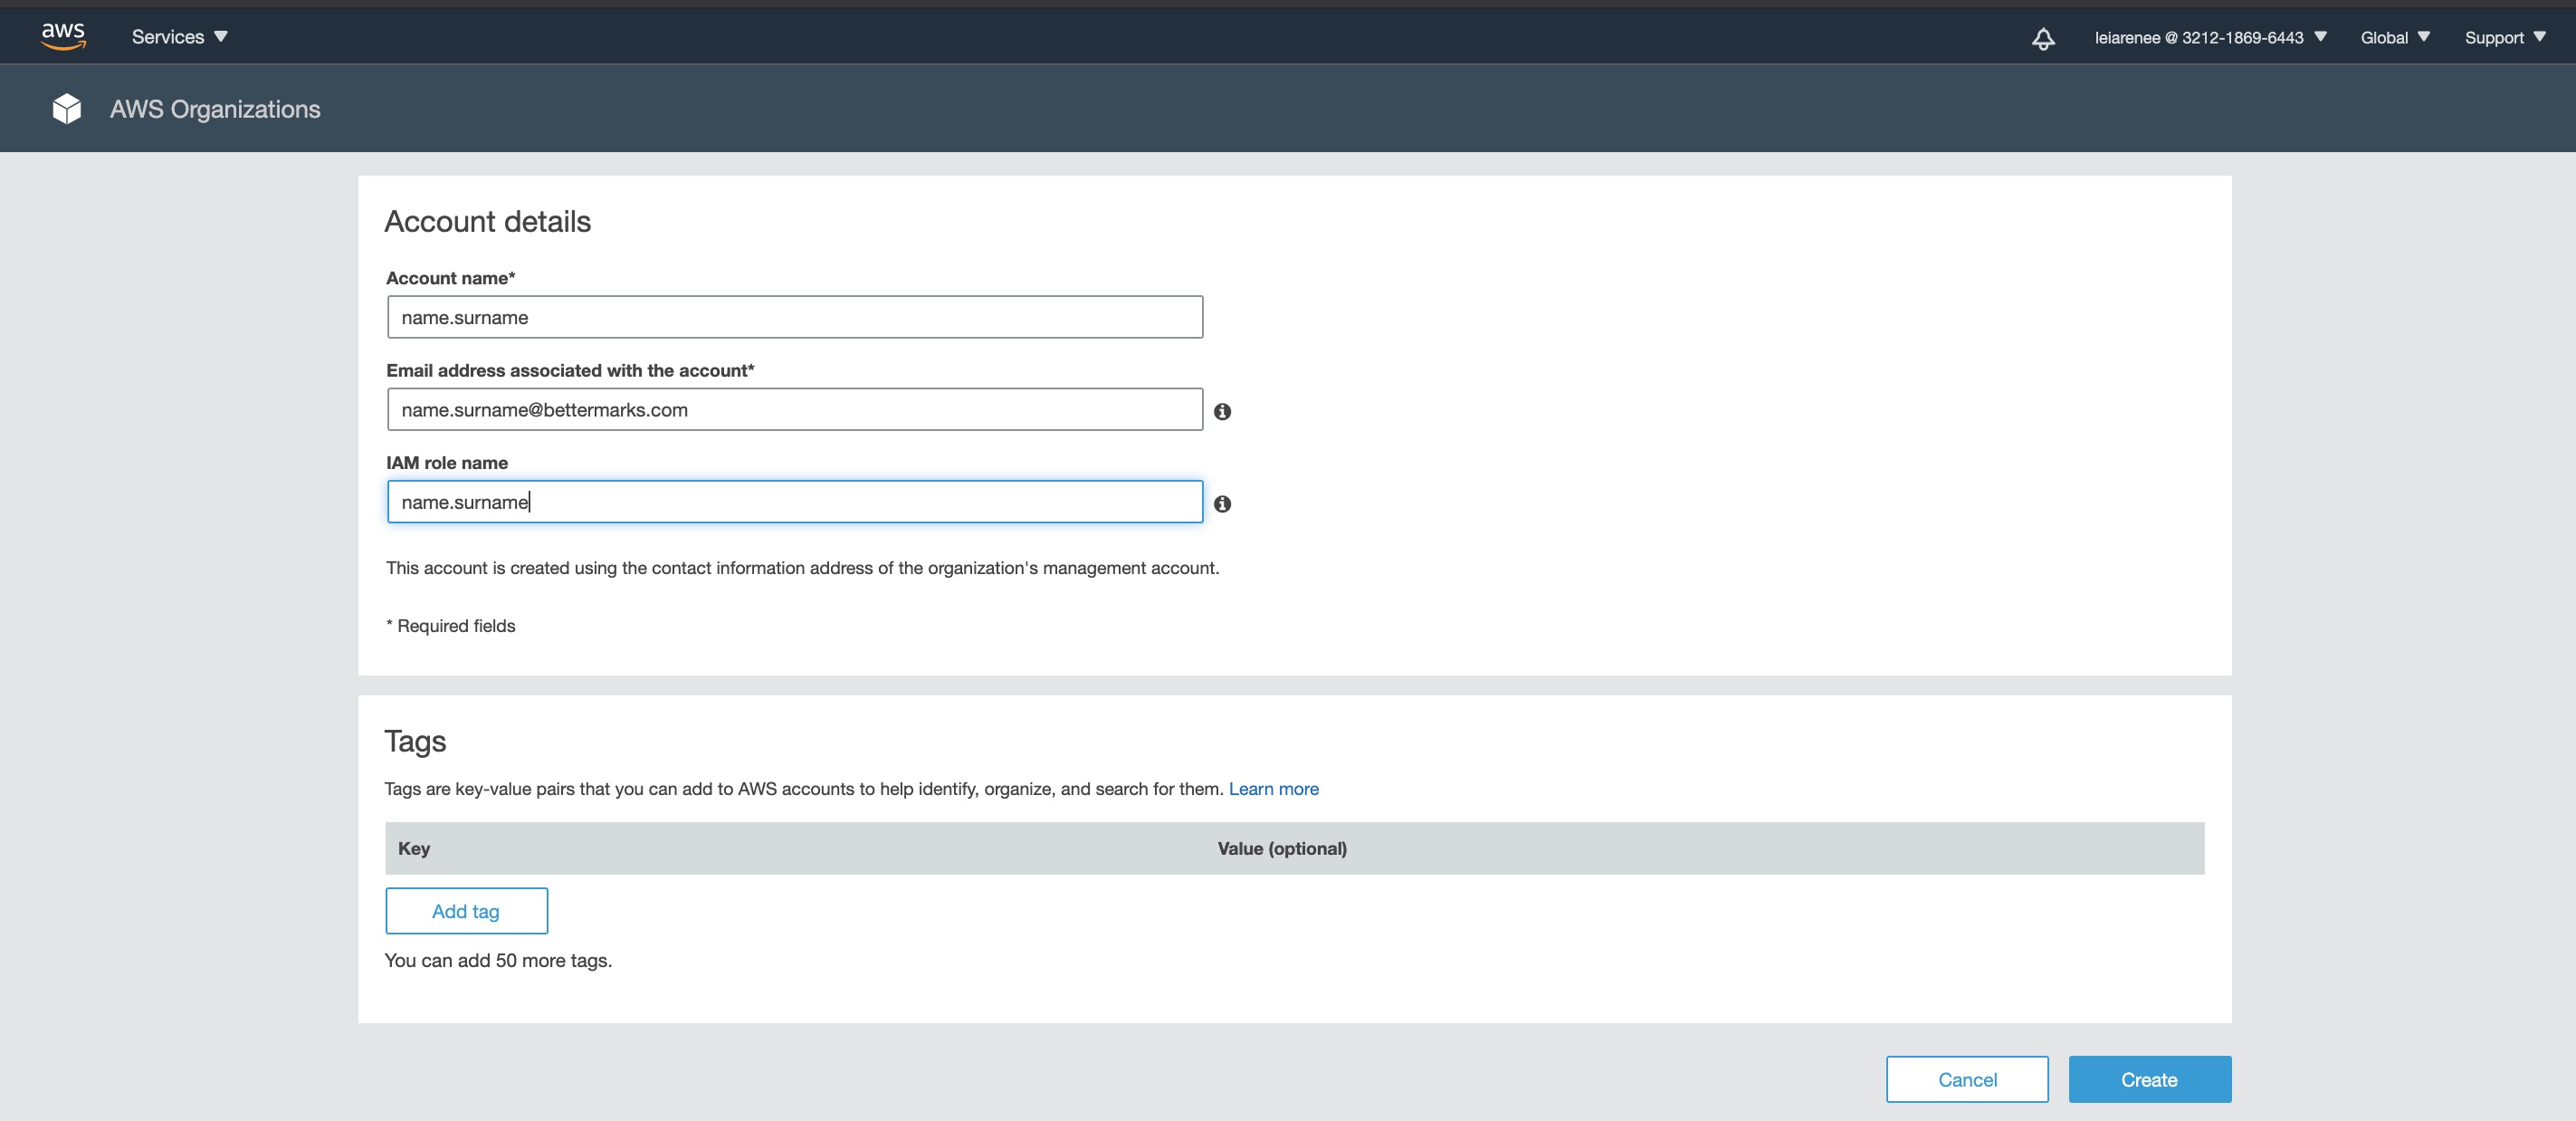 aws Services leiarenee @ 3212-1869-6443 Global Support
AWS Organizations
Account details
Account name*
name.surname
Email address associated with the account*
name.surname@bettermarks.com
IAM role name
name.surname
This account is created using the contact information address of the organization's management account.
* Required fields
Tags
Tags are key-value pairs that you can add to AWS accounts to help identify, organize, and search for them. Learn more
Key Value (optional)
Add tag
You can add 50 more tags.
Cancel Create